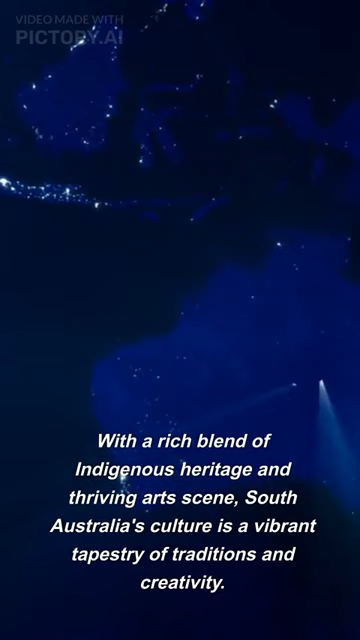 VIDEO MADE WITH
PICTORY.AI
With a rich blend of
Indigenous heritage and
thriving arts scene, South
Australia's culture is a vibrant
tapestry of traditions and
creativity.